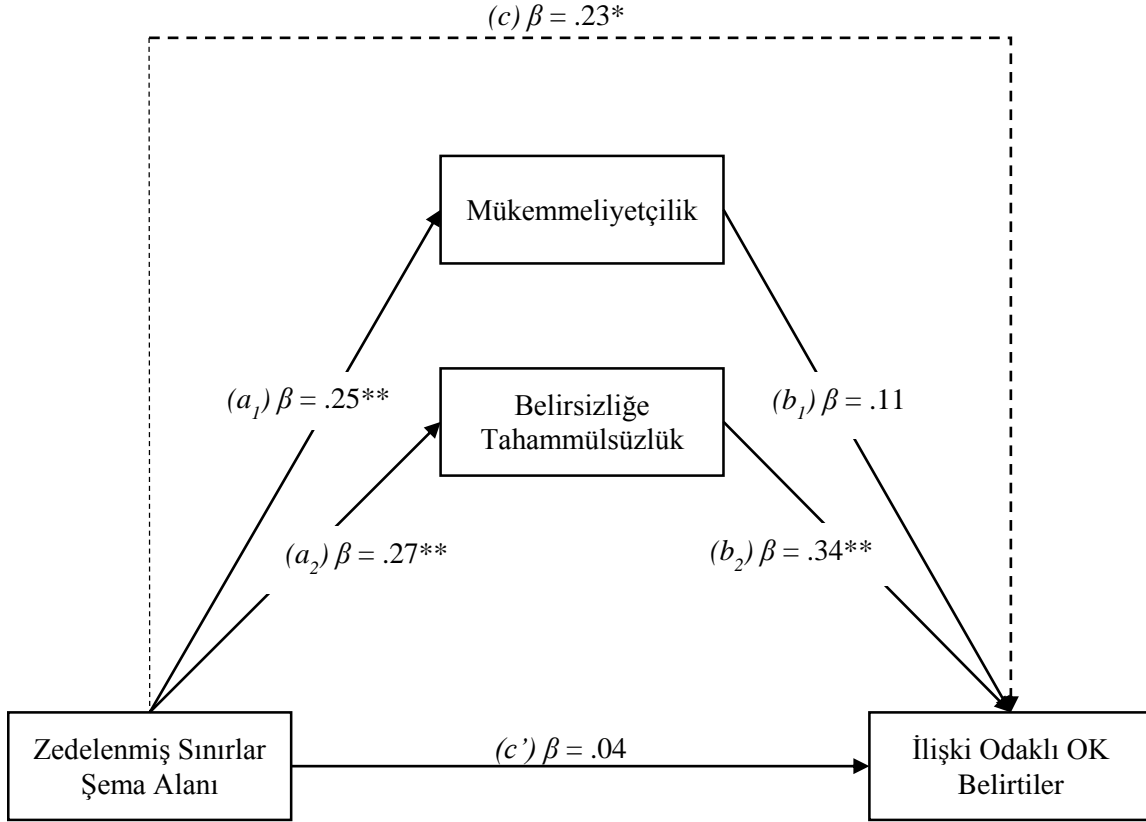 (c) β = .23*
Mükemmeliyetçilik
(a₁) β = .25**
Belirsizliğe
Tahammülsüzlük
(b₁) β = .11
(a₂) β = .27**
(b₂) β = .34**
Zedelenmiş Sınırlar
Şema Alanı
(c’) β = .04
İlişki Odaklı OK
Belirtiler